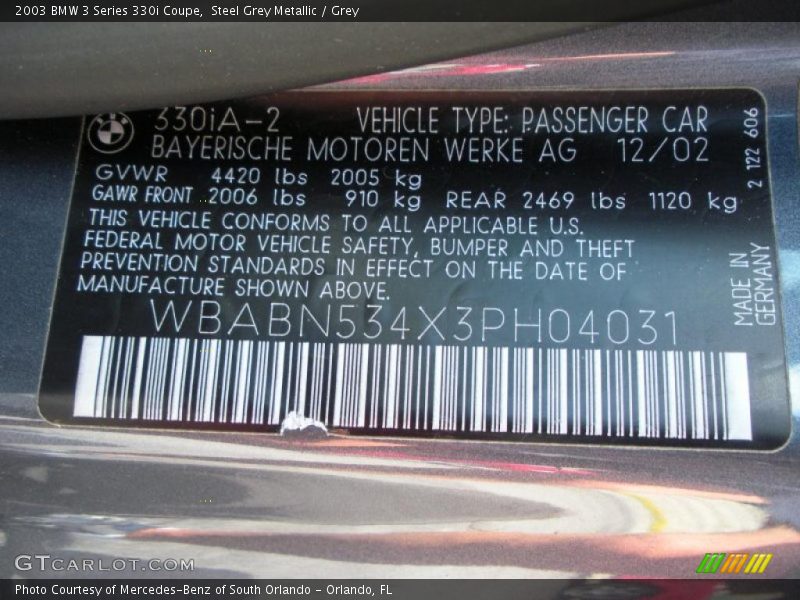 2003 BMW 3 Series 330i Coupe, Steel Grey Metallic / Grey
330iA-2 VEHICLE TYPE: PASSENGER CAR
BAYERISCHE MOTOREN WERKE AG 12/02
GVWR 4420 lbs 2005 kg
GAWR FRONT 2006 lbs 910 kg REAR 2469 lbs 1120 kg
THIS VEHICLE CONFORMS TO ALL APPLICABLE U.S.
FEDERAL MOTOR VEHICLE SAFETY, BUMPER AND THEFT
PREVENTION STANDARDS IN EFFECT ON THE DATE OF
MANUFACTURE SHOWN ABOVE.
WBABN534X3PH04031
2 122 606
MADE IN
GERMANY
GTCARLOT.COM
Photo Courtesy of Mercedes-Benz of South Orlando - Orlando, FL